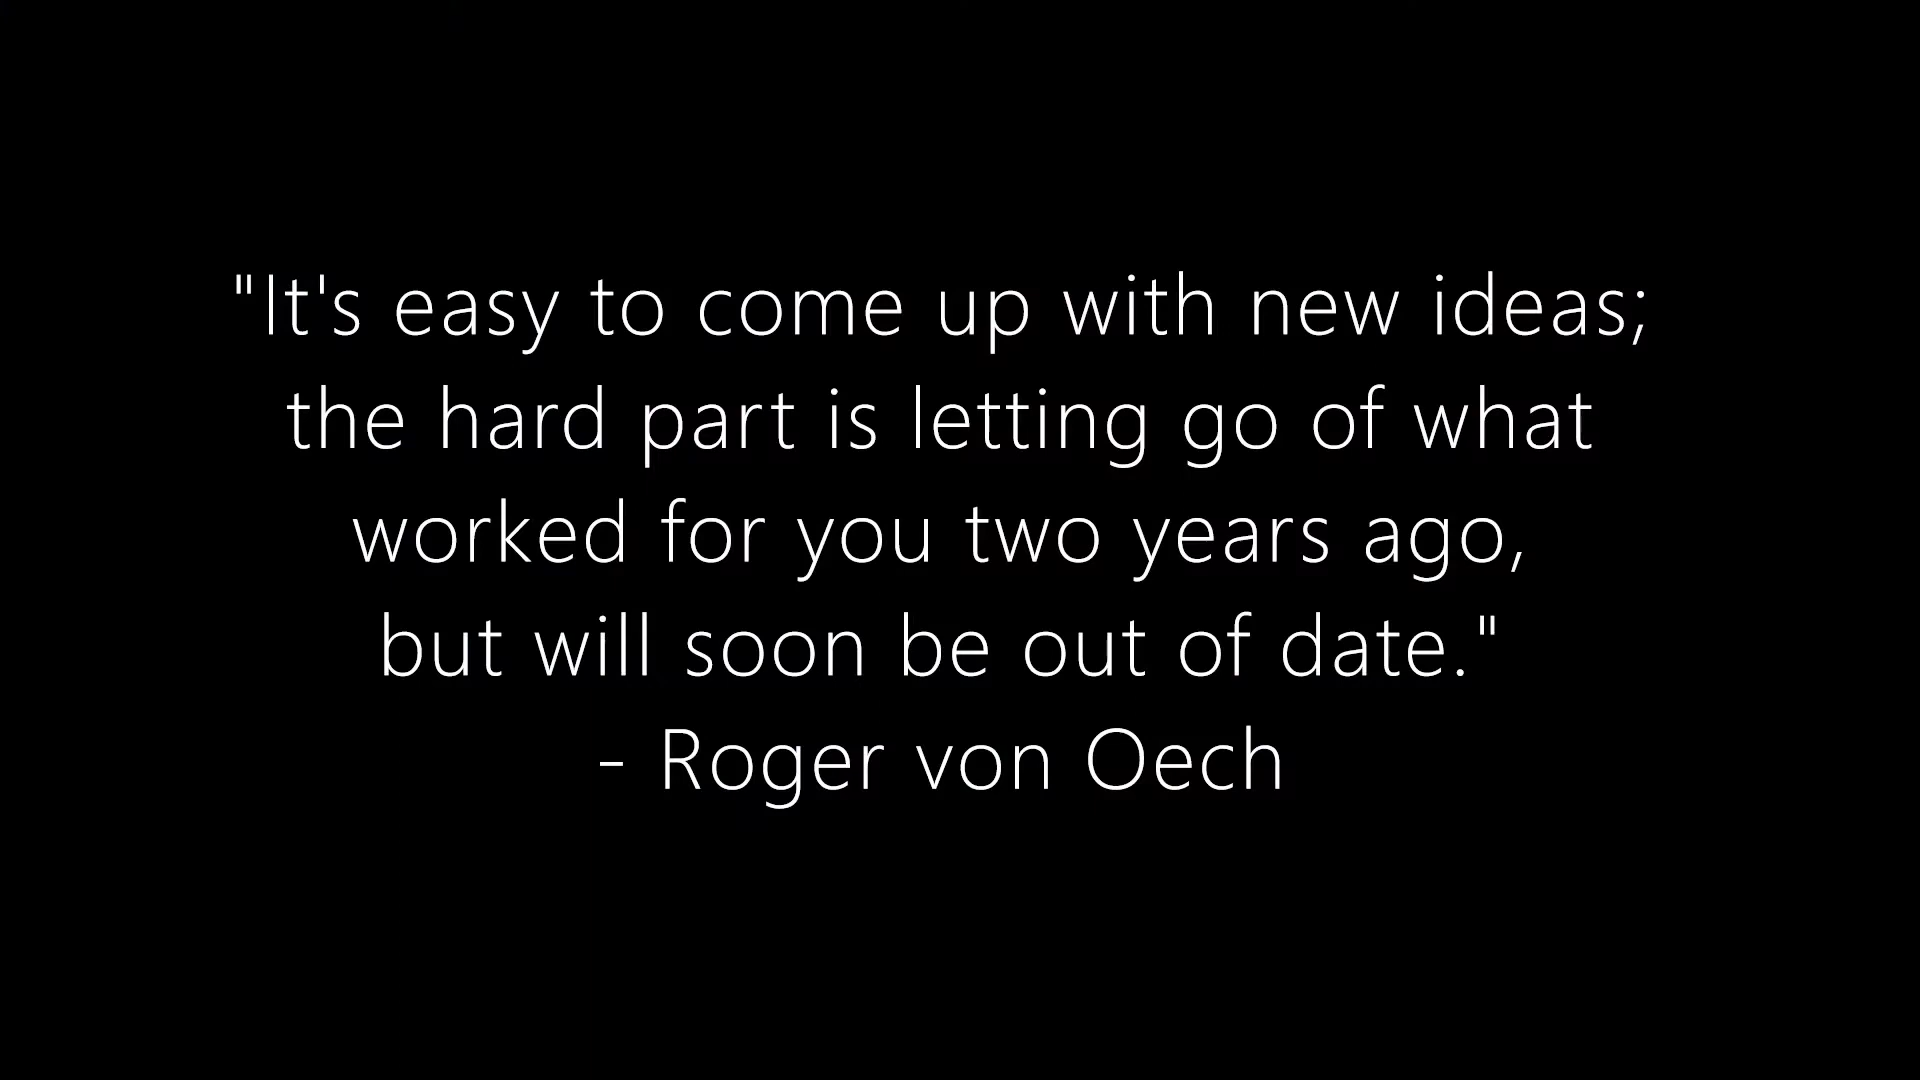 "It's easy to come up with new ideas;
the hard part is letting go of what
worked for you two years ago,
but will soon be out of date."
- Roger von Oech